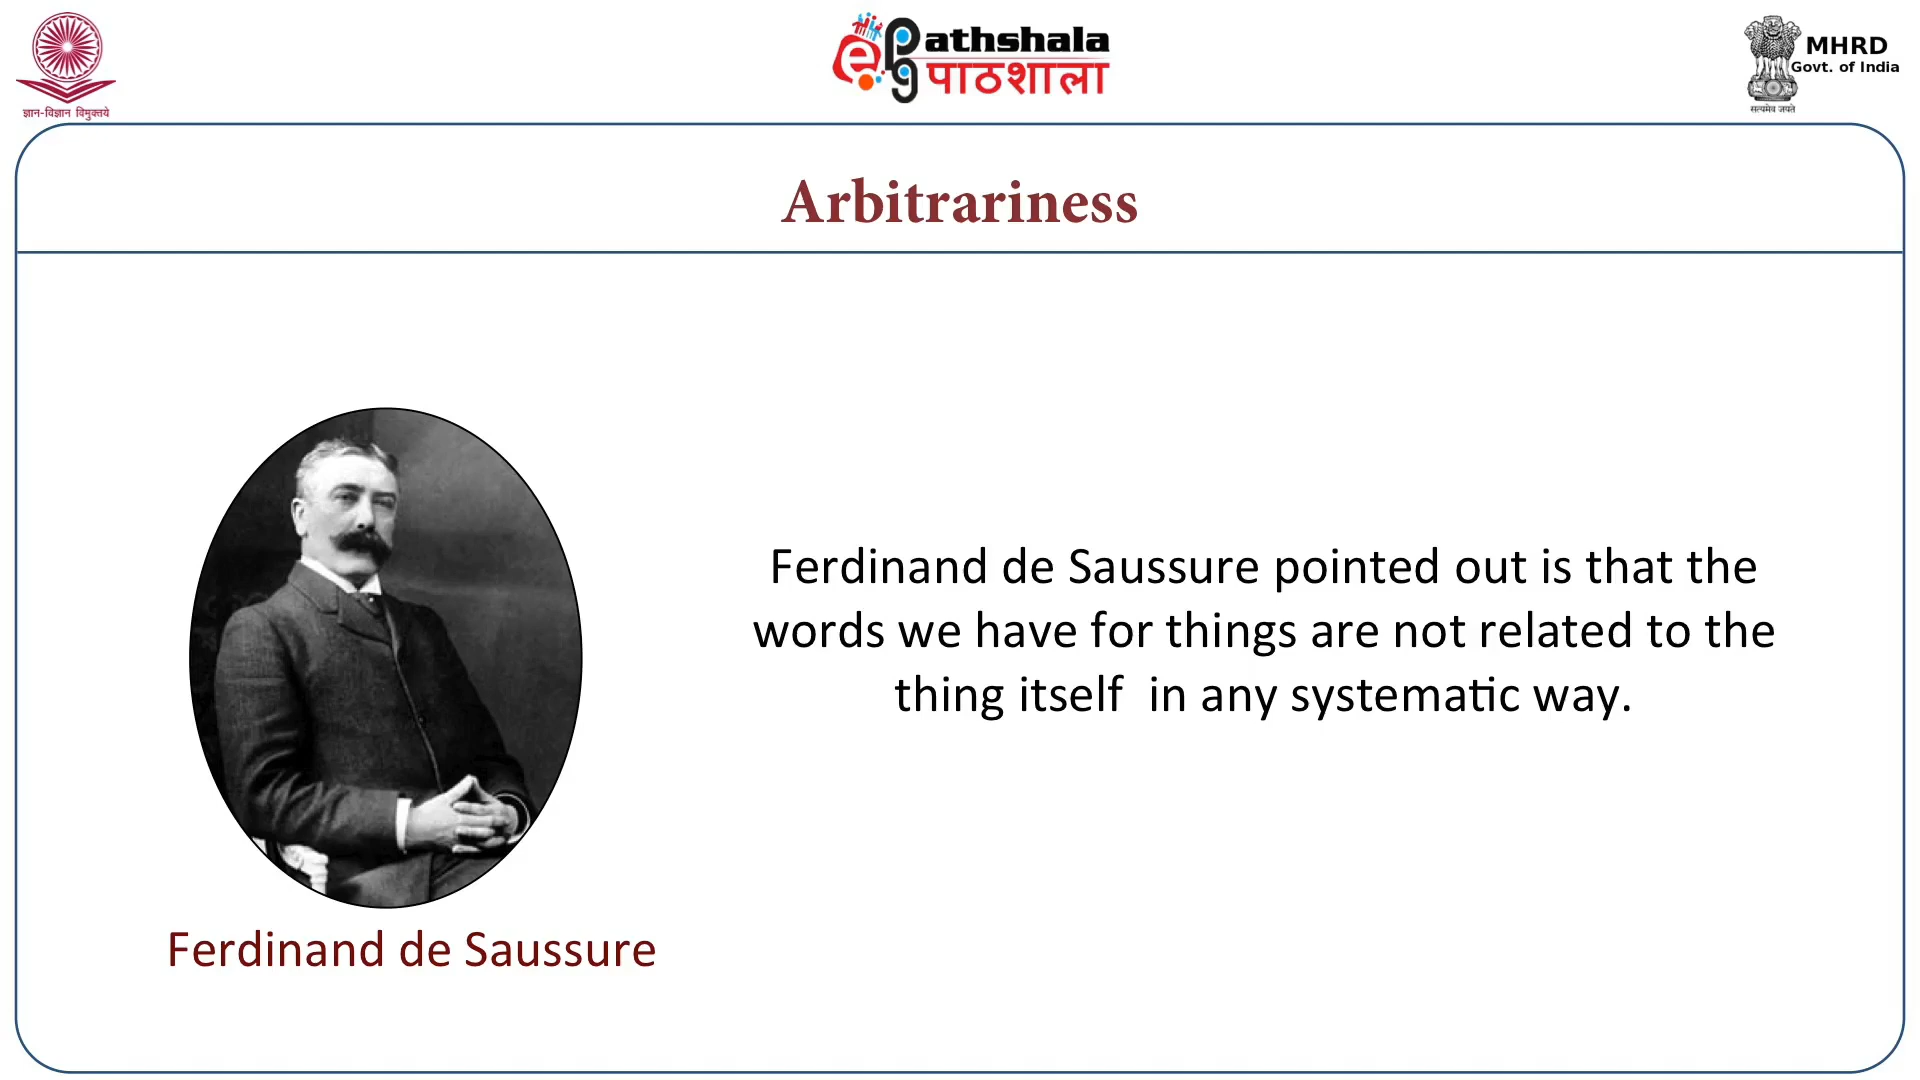 ज्ञान-विज्ञान विमुक्तये
ePathshala
पाठशाला
MHRD
Govt. of India
सत्यमेव जयते
Arbitrariness
Ferdinand de Saussure pointed out is that the
words we have for things are not related to the
thing itself  in any systematic way.
Ferdinand de Saussure